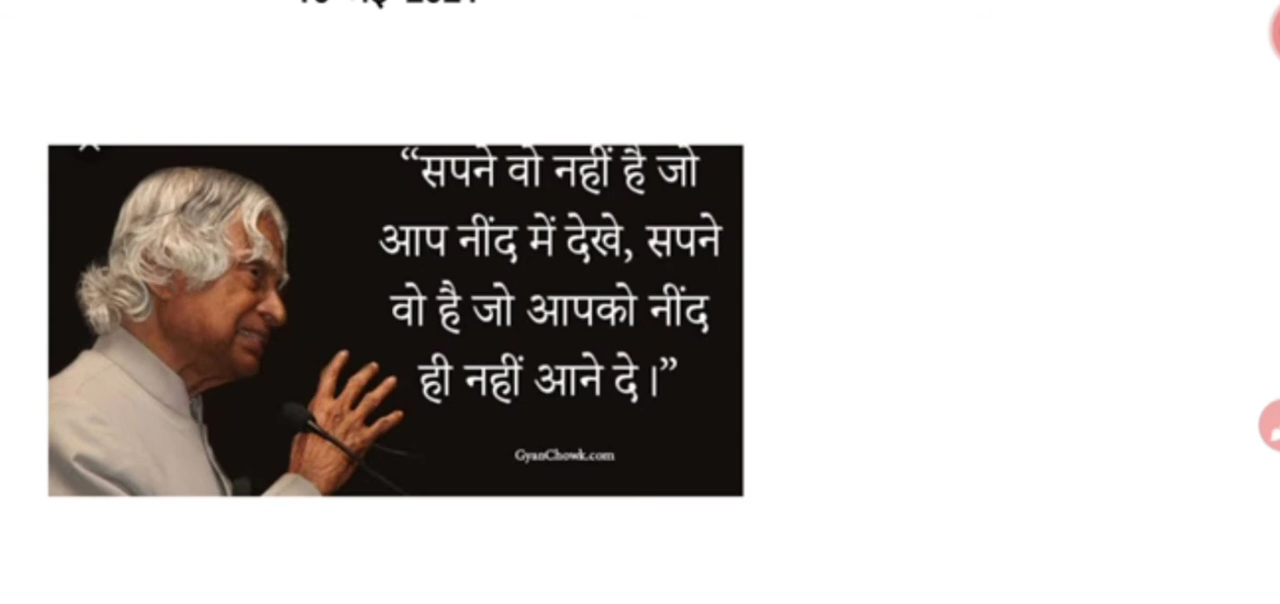 “सपने वो नहीं है जो
आप नींद में देखे, सपने
वो है जो आपको नींद
ही नहीं आने दे।”
GyanChowk.com